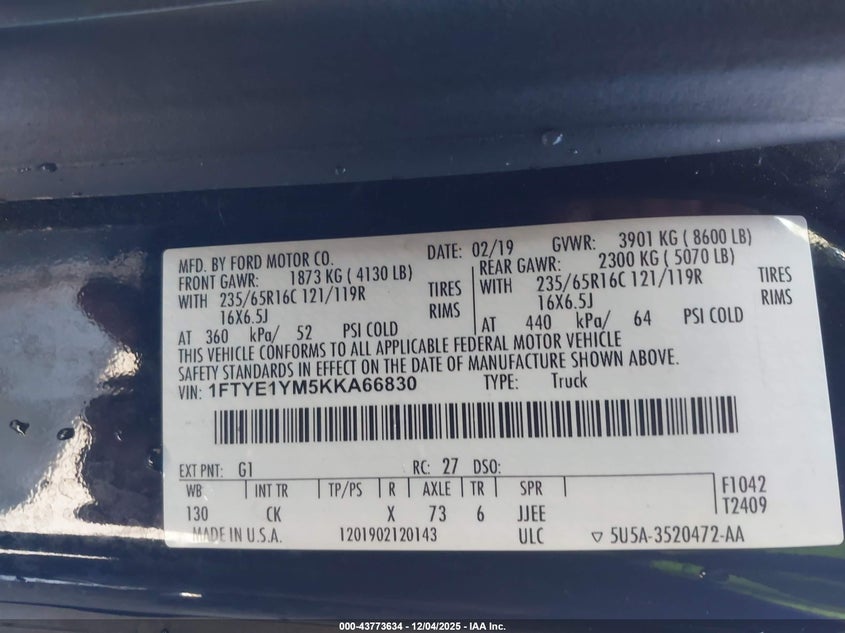 MFD. BY FORD MOTOR CO. DATE: 02/19 GVWR: 3901 KG ( 8600 LB)
FRONT GAWR: 1873 KG ( 4130 LB) REAR GAWR: 2300 KG ( 5070 LB)
WITH 235/65R16C 121/119R TIRES WITH 235/65R16C 121/119R TIRES
16X6.5J RIMS 16X6.5J RIMS
AT 360 kPa/ 52 PSI COLD AT 440 kPa/ 64 PSI COLD
THIS VEHICLE CONFORMS TO ALL APPLICABLE FEDERAL MOTOR VEHICLE
SAFETY STANDARDS IN EFFECT ON THE DATE OF MANUFACTURE SHOWN ABOVE.
VIN: 1FTYE1YM5KKA66830 TYPE: Truck
EXT PNT: G1 RC: 27 DSO:
WB INT TR TP/PS R AXLE TR SPR F1042
130 CK X 73 6 JJEE T2409
MADE IN U.S.A. 1201902120143 ULC ▽ 5U5A-3520472-AA
000-43773634 - 12/04/2025 - IAA Inc.